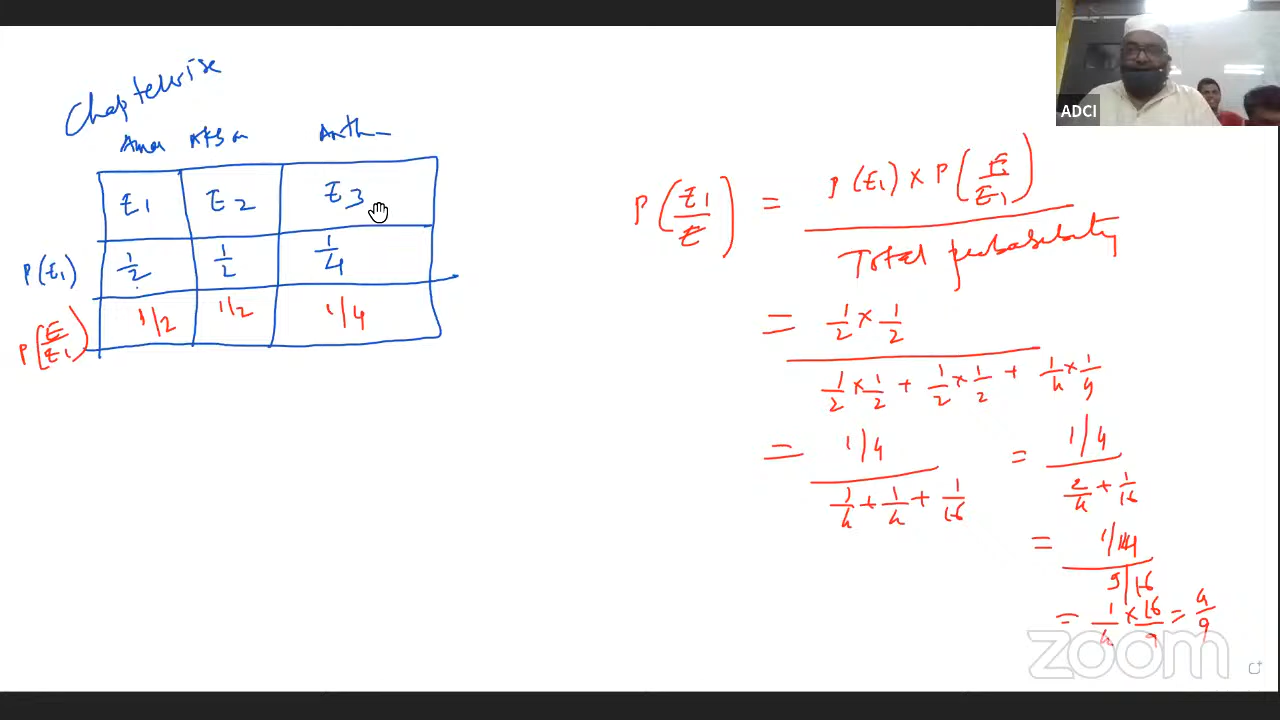 Chapterwise
E1 E2 E3
P(E1) 1/2 1/2 1/4
P(E/E1) 1/2 1/2 1/4
P(E1/E) = P(E1) × P(E/E1) / Total probability
= 1/2 × 1/2 / 1/2 × 1/2 + 1/2 × 1/2 + 1/4 × 1/4
= 1/4 / 1/4 + 1/4 + 1/16 = 1/4 / 2/4 + 1/16
= 1/4 / 9/16
= 1/4 × 16/9 = 4/9
ADCI
zoom